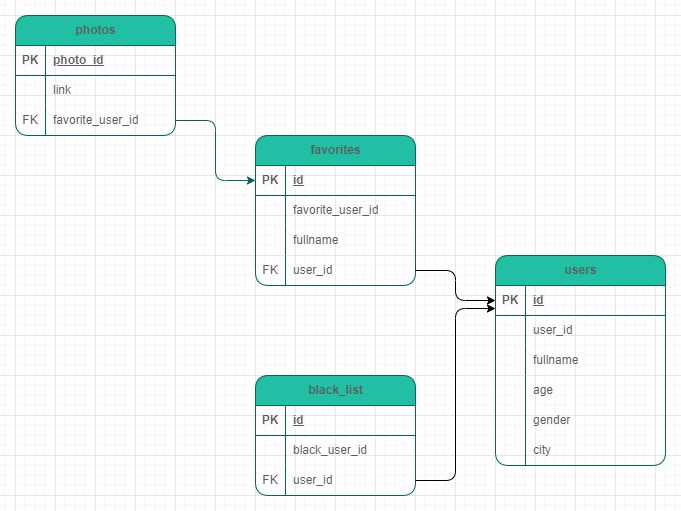 photos
PK photo_id
link
FK favorite_user_id
favorites
PK id
favorite_user_id
fullname
FK user_id
users
PK id
user_id
fullname
age
gender
city
black_list
PK id
black_user_id
FK user_id